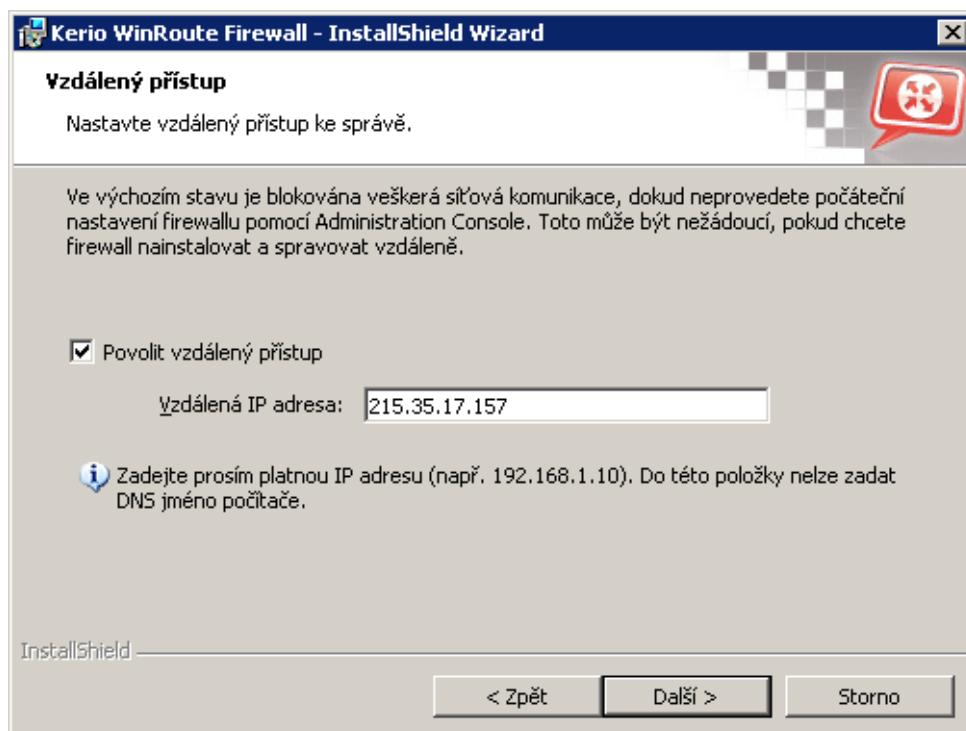 Kerio WinRoute Firewall - InstallShield Wizard
Vzdálený přístup
Nastavte vzdálený přístup ke správě.
Ve výchozím stavu je blokována veškerá síťová komunikace, dokud neprovedete počáteční
nastavení firewallu pomocí Administration Console. Toto může být nežádoucí, pokud chcete
firewall nainstalovat a spravovat vzdáleně.
Povolit vzdálený přístup
Vzdálená IP adresa: 215.35.17.157
Zadejte prosím platnou IP adresu (např. 192.168.1.10). Do této položky nelze zadat
DNS jméno počítače.
InstallShield
< Zpět Další > Storno